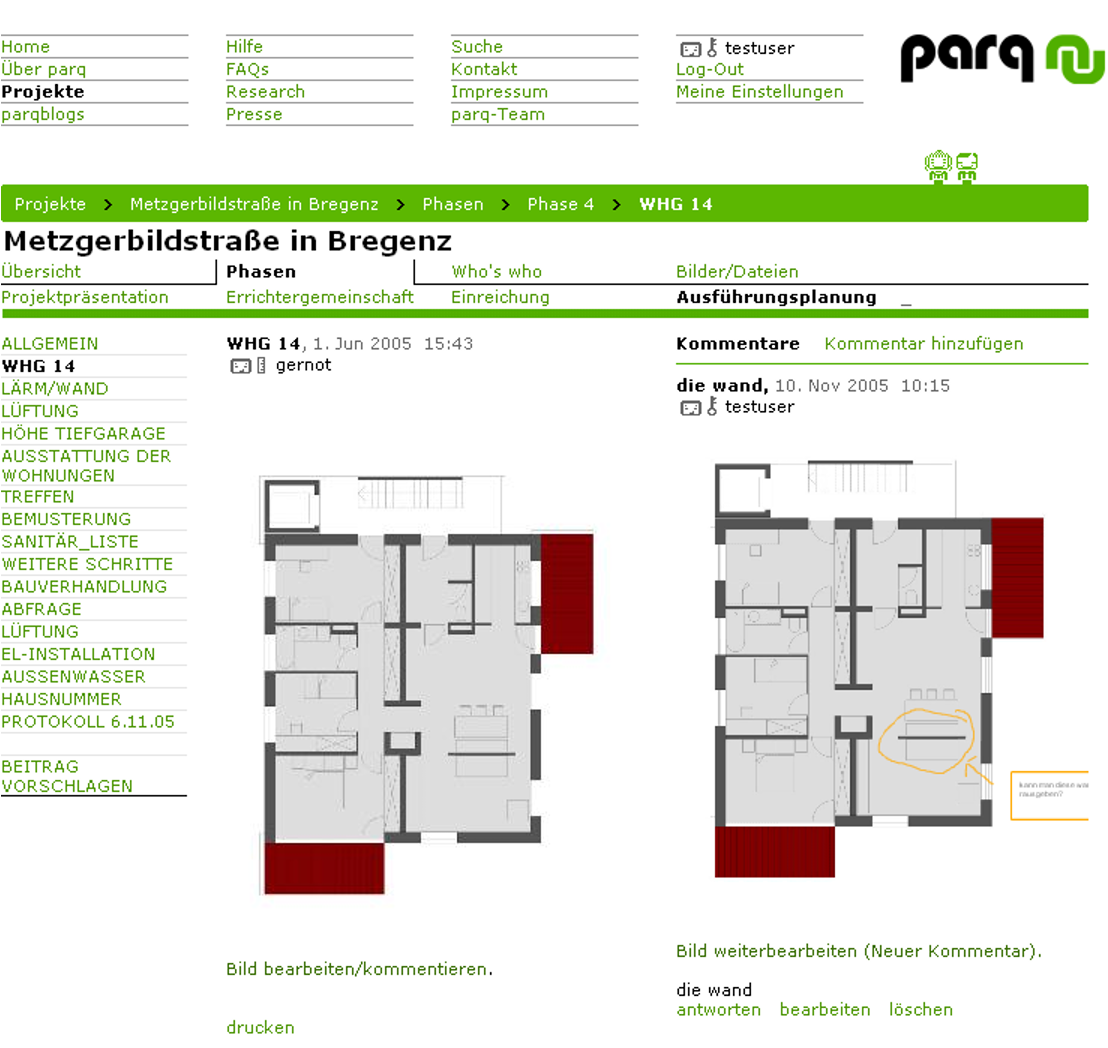 Home
Über parq
Projekte
parqblogs
Hilfe
FAQs
Research
Presse
Suche
Kontakt
Impressum
parq-Team
testuser
Log-Out
Meine Einstellungen
parq
Projekte > Metzgerbildstraße in Bregenz > Phasen > Phase 4 > WHG 14
Metzgerbildstraße in Bregenz
Übersicht Phasen Who's who Bilder/Dateien
Projektpräsentation Errichtergemeinschaft Einreichung Ausführungsplanung _
ALLGEMEIN
WHG 14
LÄRM/WAND
LÜFTUNG
HÖHE TIEFGARAGE
AUSSTATTUNG DER
WOHNUNGEN
TREFFEN
BEMUSTERUNG
SANITÄR_LISTE
WEITERE SCHRITTE
BAUVERHANDLUNG
ABFRAGE
LÜFTUNG
EL-INSTALLATION
AUSSENWASSER
HAUSNUMMER
PROTOKOLL 6.11.05
BEITRAG
VORSCHLAGEN
WHG 14, 1. Jun 2005 15:43
gernot
Bild bearbeiten/kommentieren.
drucken
Kommentare Kommentar hinzufügen
die wand, 10. Nov 2005 10:15
testuser
kann man diese
rausgeben?
Bild weiterbearbeiten (Neuer Kommentar).
die wand
antworten bearbeiten löschen